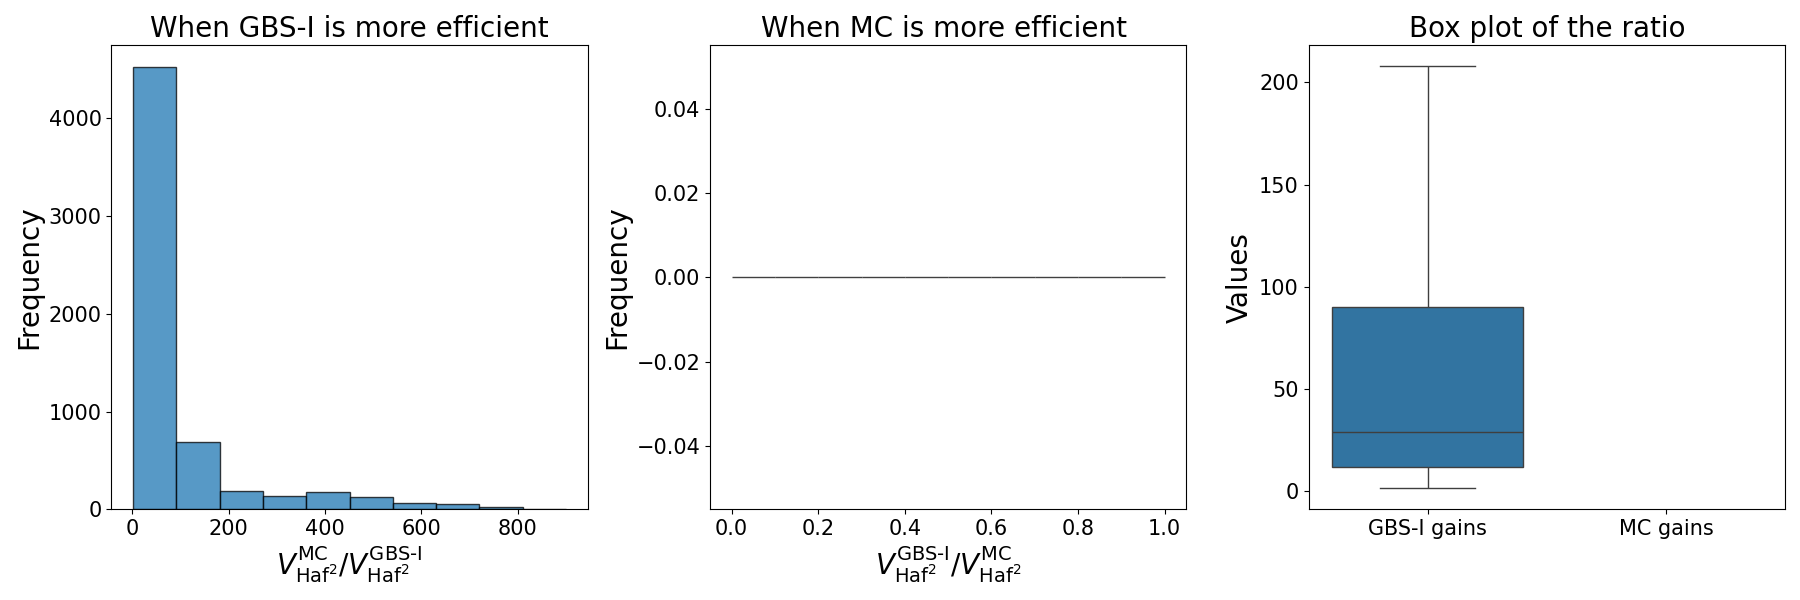 When GBS-I is more efficient
4000
3000
2000
1000
0
Frequency
0 200 400 600 800
V^MC_Haf²/V^GBS-I_Haf²
When MC is more efficient
0.04
0.02
0.00
−0.02
−0.04
Frequency
0.0 0.2 0.4 0.6 0.8 1.0
V^GBS-I_Haf²/V^MC_Haf²
Box plot of the ratio
200
150
100
50
0
Values
GBS-I gains MC gains